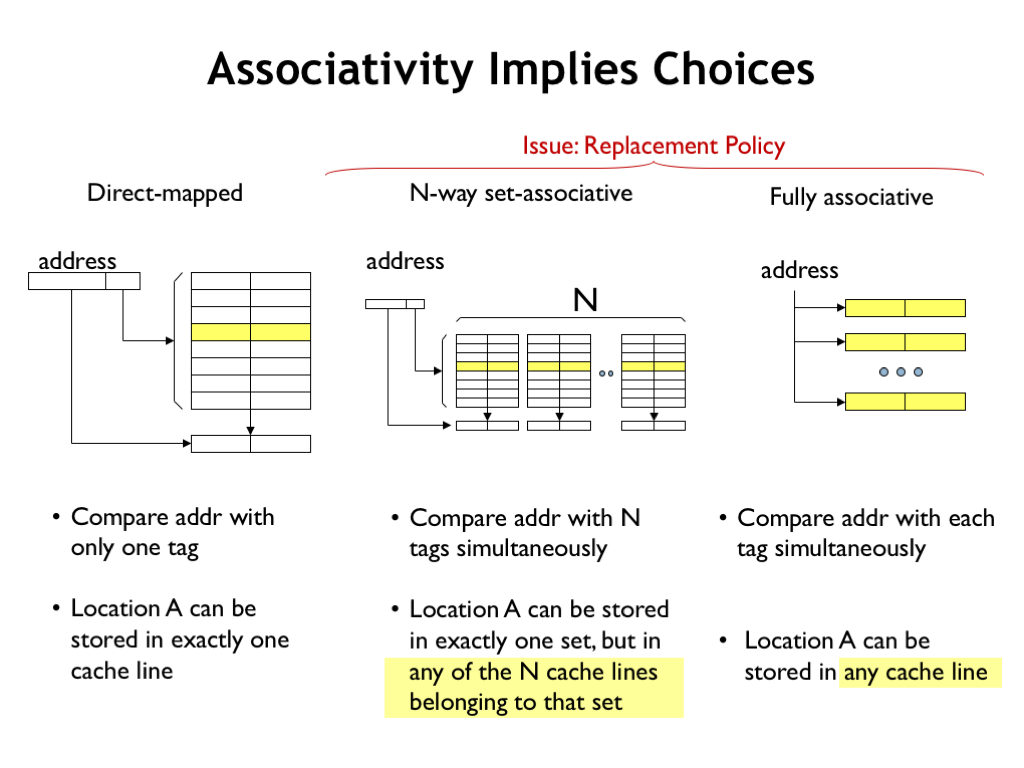 Associativity Implies Choices
Issue: Replacement Policy
Direct-mapped
N-way set-associative
Fully associative
address
address
address
N
• Compare addr with
only one tag
• Location A can be
stored in exactly one
cache line
• Compare addr with N
tags simultaneously
• Location A can be stored
in exactly one set, but in
any of the N cache lines
belonging to that set
• Compare addr with each
tag simultaneously
• Location A can be
stored in any cache line